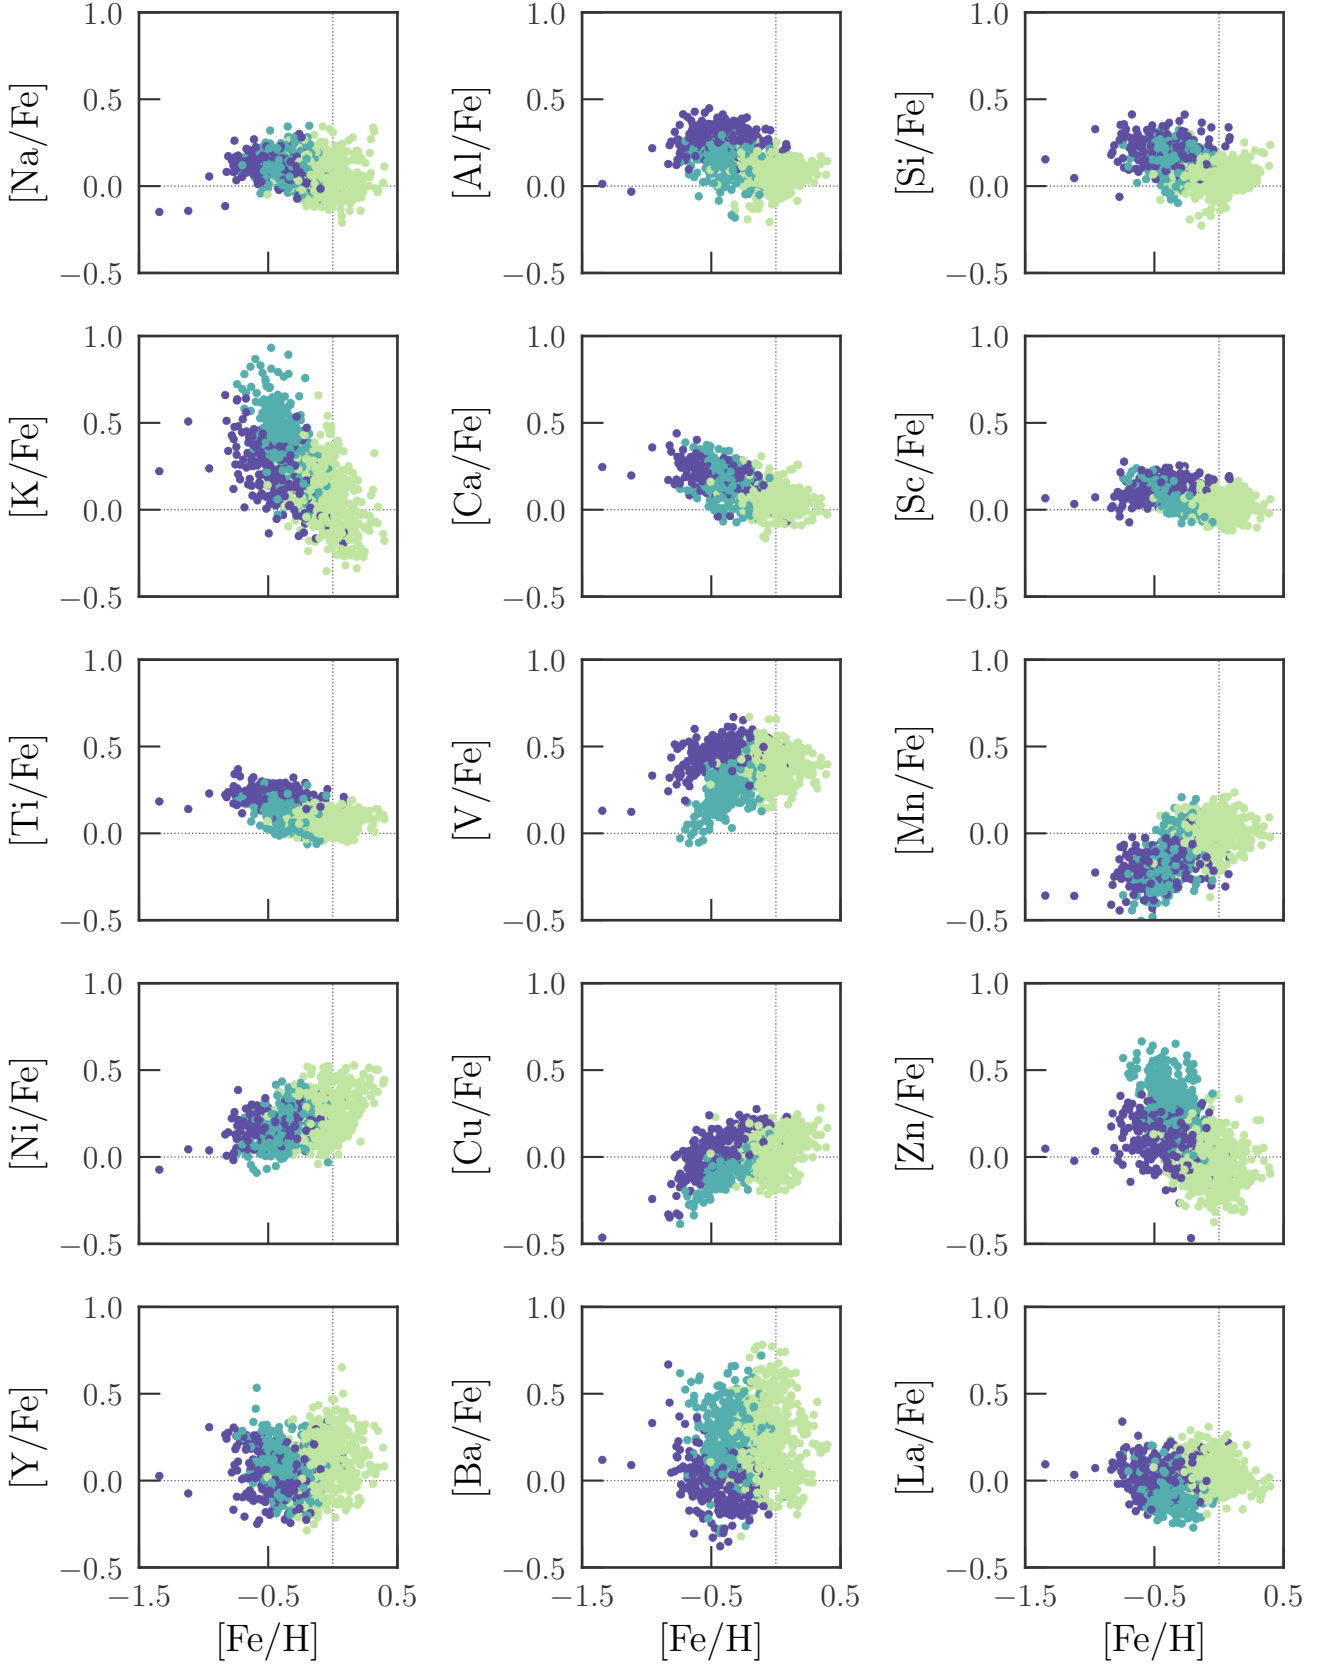 1.0 1.0 1.0
0.5 0.5 0.5
0.0 0.0 0.0
−0.5 −0.5 −0.5
[Na/Fe] [Al/Fe] [Si/Fe]
1.0 1.0 1.0
0.5 0.5 0.5
0.0 0.0 0.0
−0.5 −0.5 −0.5
[K/Fe] [Ca/Fe] [Sc/Fe]
1.0 1.0 1.0
0.5 0.5 0.5
0.0 0.0 0.0
−0.5 −0.5 −0.5
[Ti/Fe] [V/Fe] [Mn/Fe]
1.0 1.0 1.0
0.5 0.5 0.5
0.0 0.0 0.0
−0.5 −0.5 −0.5
[Ni/Fe] [Cu/Fe] [Zn/Fe]
1.0 1.0 1.0
0.5 0.5 0.5
0.0 0.0 0.0
−0.5 −0.5 −0.5
[Y/Fe] [Ba/Fe] [La/Fe]
−1.5 −0.5 0.5 −1.5 −0.5 0.5 −1.5 −0.5 0.5
[Fe/H] [Fe/H] [Fe/H]